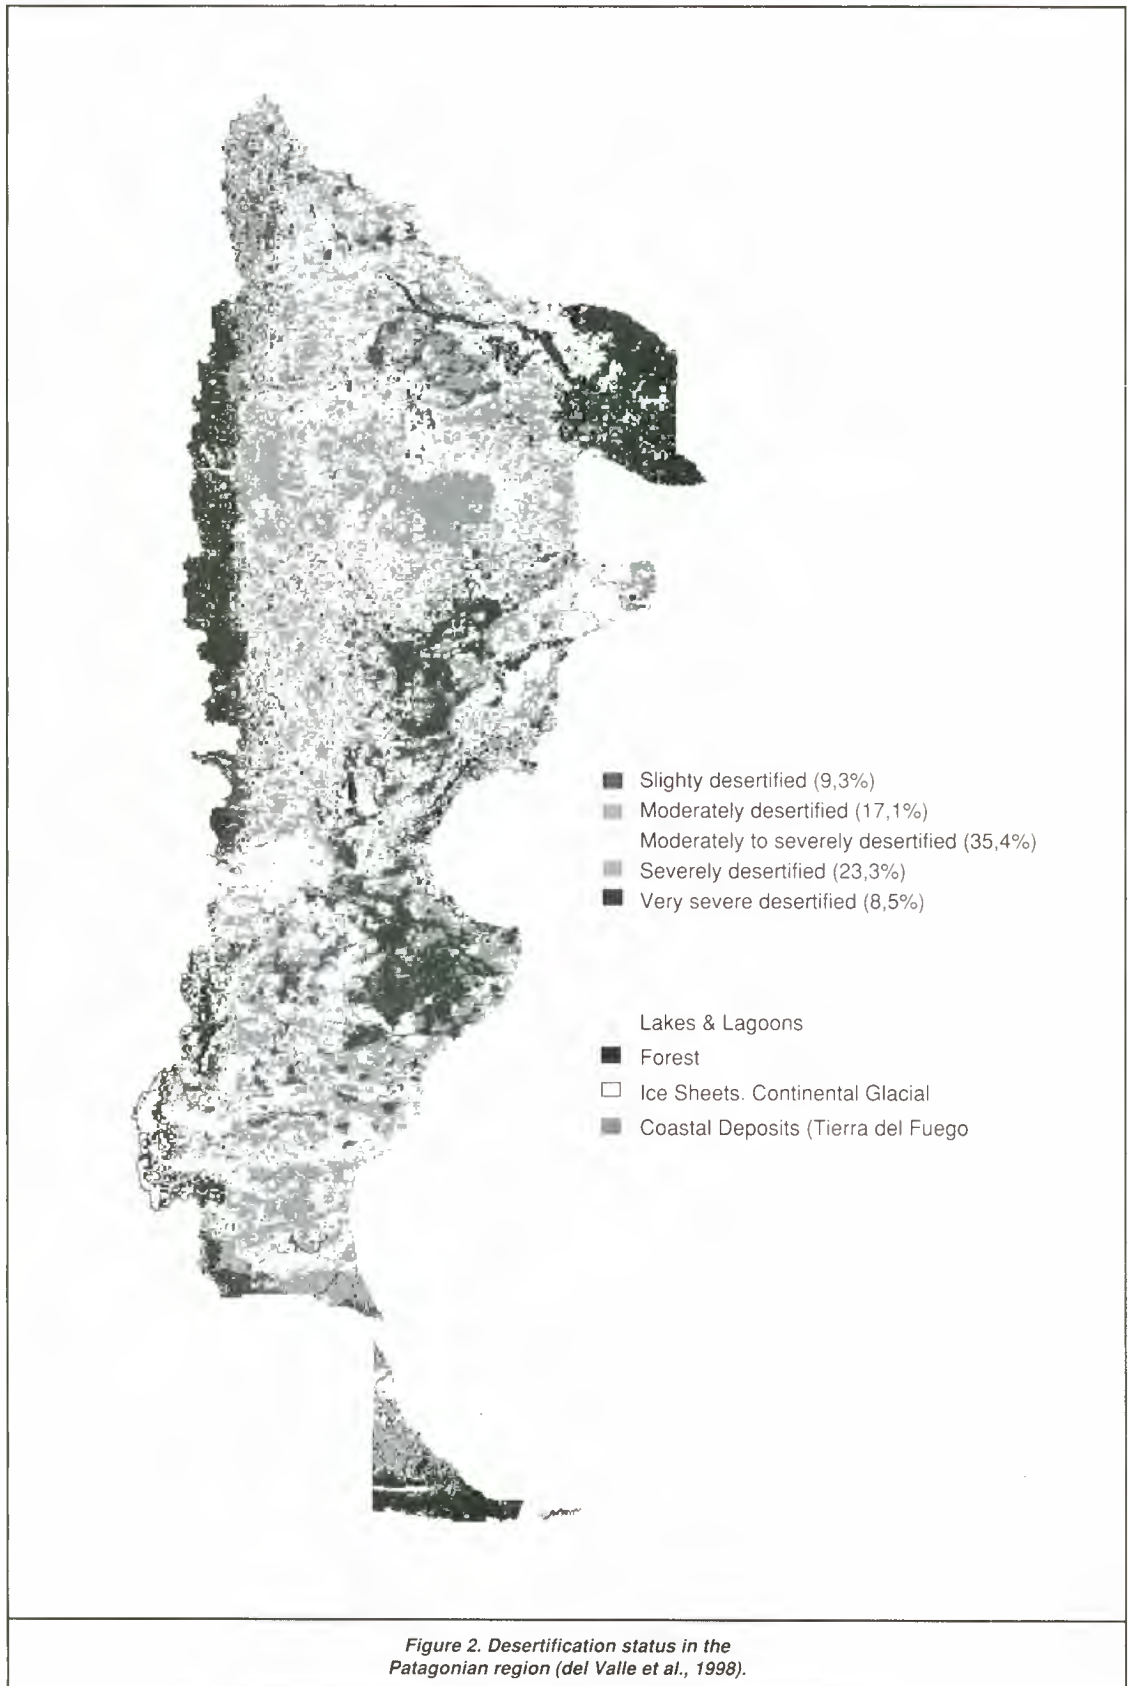 Slighty desertified (9,3%)
Moderately desertified (17,1%)
Moderately to severely desertified (35,4%)
Severely desertified (23,3%)
Very severe desertified (8,5%)
Lakes & Lagoons
Forest
Ice Sheets. Continental Glacial
Coastal Deposits (Tierra del Fuego
Figure 2. Desertification status in the
Patagonian region (del Valle et al., 1998).